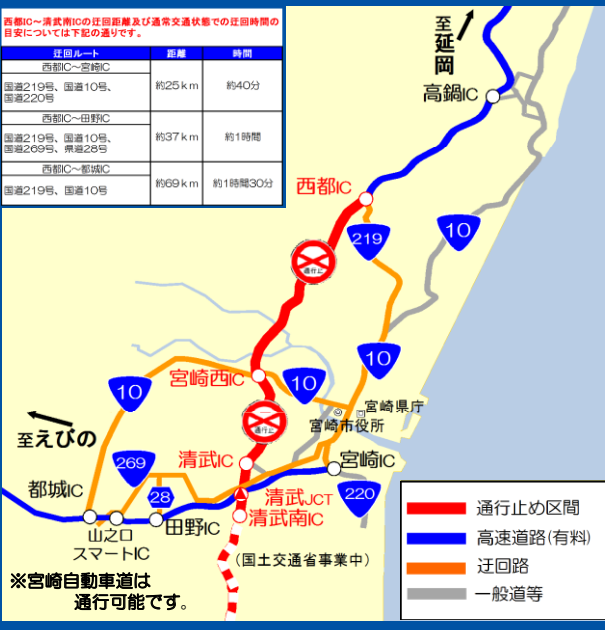 西都IC～清武南ICの迂回距離及び通常交通状態での迂回時間の
目安については下記の通りです。
迂回ルート 距離 時間
西都IC～宮崎IC
国道219号、国道10号、
国道220号
約25ｋｍ 約40分
西都IC～田野IC
国道219号、国道10号、
国道269号、県道28号
約37ｋｍ 約1時間
西都IC～都城IC
国道219号、国道10号
約69ｋｍ 約1時間30分
至延岡
高鍋IC
西都IC
219
10
通行止
10
宮崎西IC
10
10
宮崎県庁
宮崎市役所
通行止
至えびの
清武IC
宮崎IC
269
都城IC
28
220
清武JCT
田野IC
清武南IC
山之口
スマートIC
(国土交通省事業中)
※宮崎自動車道は
通行可能です。
通行止め区間
高速道路(有料)
迂回路
一般道等